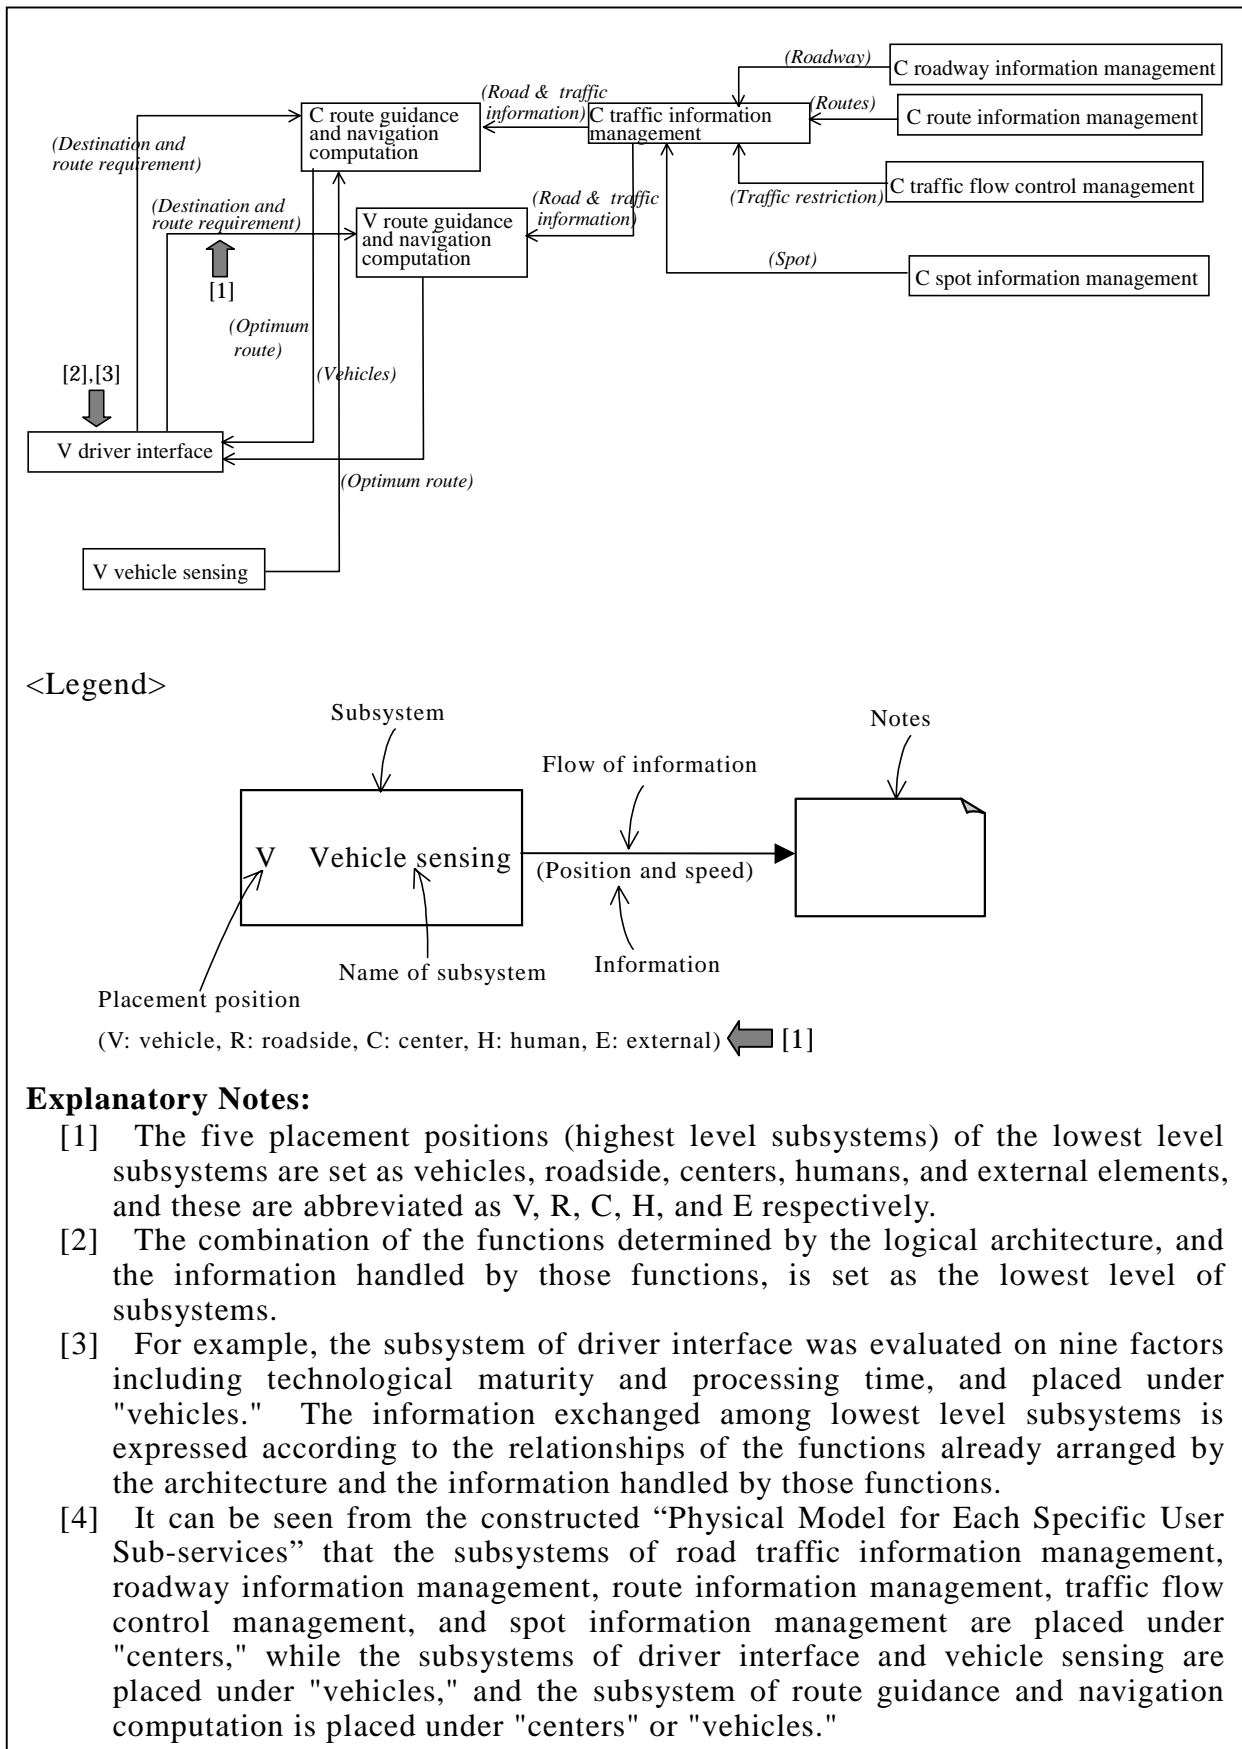 (Roadway)
C roadway information management
(Road & traffic
information)
C route guidance
and navigation
computation
C traffic information
management
(Routes)
C route information management
(Destination and
route requirement)
(Traffic restriction)
C traffic flow control management
(Destination and
route requirement)
V route guidance
and navigation
computation
(Road & traffic
information)
(Spot)
C spot information management
[1]
(Optimum
route)
(Vehicles)
[2],[3]
V driver interface
(Optimum route)
V vehicle sensing
<Legend>
Subsystem
Notes
Flow of information
V Vehicle sensing
(Position and speed)
Name of subsystem
Information
Placement position
(V: vehicle, R: roadside, C: center, H: human, E: external)
[1]
Explanatory Notes:
[1] The five placement positions (highest level subsystems) of the lowest level
subsystems are set as vehicles, roadside, centers, humans, and external elements,
and these are abbreviated as V, R, C, H, and E respectively.
[2] The combination of the functions determined by the logical architecture, and
the information handled by those functions, is set as the lowest level of
subsystems.
[3] For example, the subsystem of driver interface was evaluated on nine factors
including technological maturity and processing time, and placed under
"vehicles." The information exchanged among lowest level subsystems is
expressed according to the relationships of the functions already arranged by
the architecture and the information handled by those functions.
[4] It can be seen from the constructed “Physical Model for Each Specific User
Sub-services” that the subsystems of road traffic information management,
roadway information management, route information management, traffic flow
control management, and spot information management are placed under
"centers," while the subsystems of driver interface and vehicle sensing are
placed under "vehicles," and the subsystem of route guidance and navigation
computation is placed under "centers" or "vehicles."